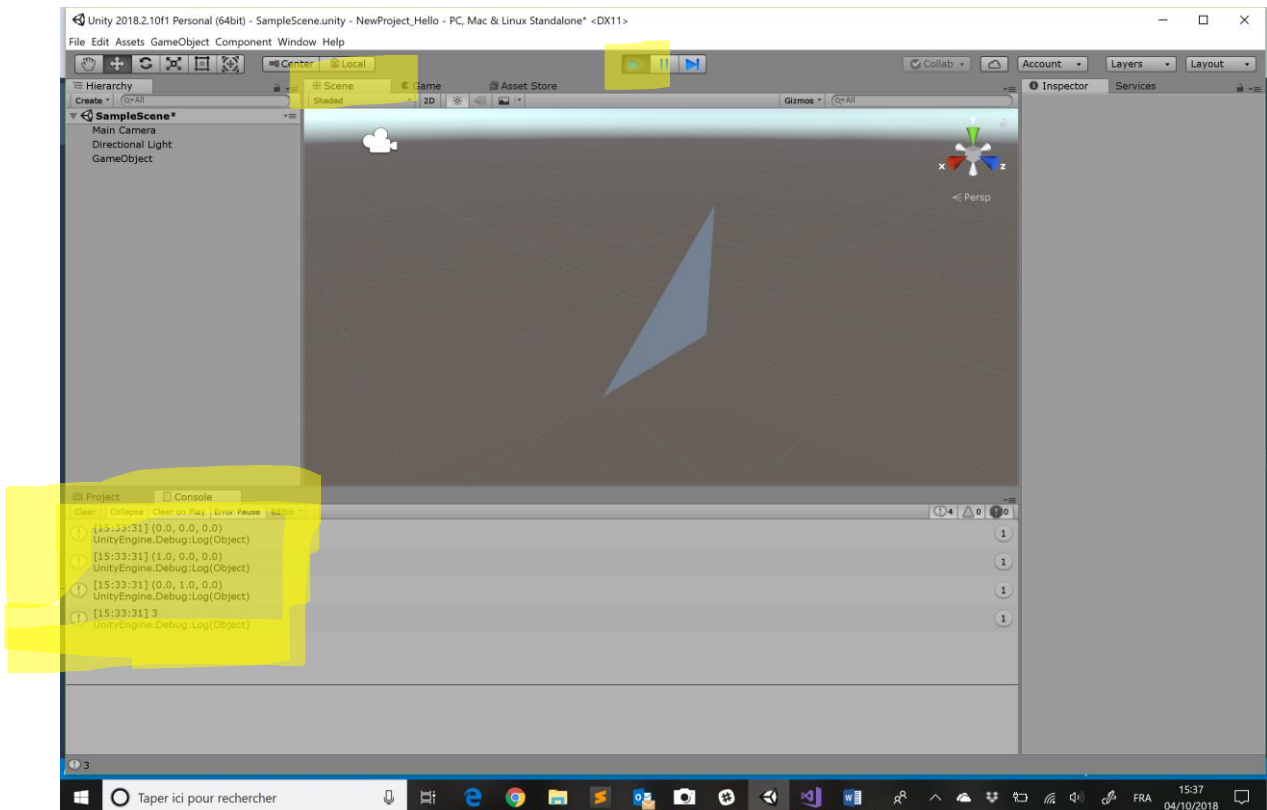 Unity 2018.2.10f1 Personal (64bit) - SampleScene.unity - NewProject_Hello - PC, Mac & Linux Standalone* <DX11>
File Edit Assets GameObject Component Window Help
Center Local Collab Account Layers Layout
Hierarchy
Create All
SampleScene*
Main Camera
Directional Light
GameObject
Scene Game Asset Store
Shaded 2D Gizmos All
y
x z
Persp
Inspector Services
Project Console
Clear Collapse Clear on Play Error Pause Editor 4 0 0
[15:33:31] (0.0, 0.0, 0.0)
UnityEngine.Debug:Log(Object) 1
[15:33:31] (1.0, 0.0, 0.0)
UnityEngine.Debug:Log(Object) 1
[15:33:31] (0.0, 1.0, 0.0)
UnityEngine.Debug:Log(Object) 1
[15:33:31] 3
UnityEngine.Debug:Log(Object) 1
3
Taper ici pour rechercher FRA 15:37
04/10/2018